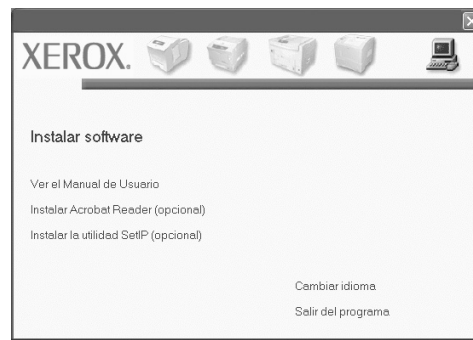 XEROX.
Instalar software
Ver el Manual de Usuario
Instalar Acrobat Reader (opcional)
Instalar la utilidad SetIP (opcional)
Cambiar idioma
Salir del programa